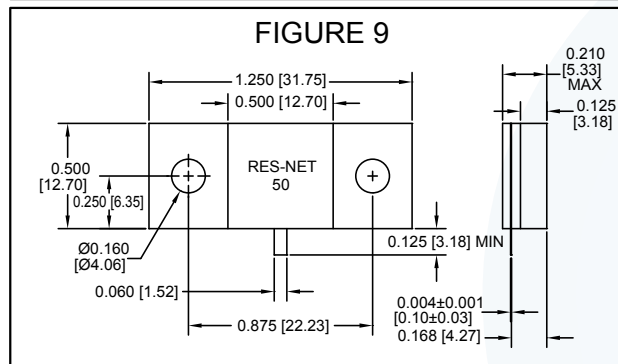 FIGURE 9
1.250 [31.75]
0.500 [12.70]
0.210
[5.33]
MAX
0.125
[3.18]
0.500
[12.70]
0.250 [6.35]
RES-NET
50
Ø0.160
[Ø4.06]
0.125 [3.18] MIN
0.060 [1.52]
0.004±0.001
[0.10±0.03]
0.875 [22.23]
0.168 [4.27]